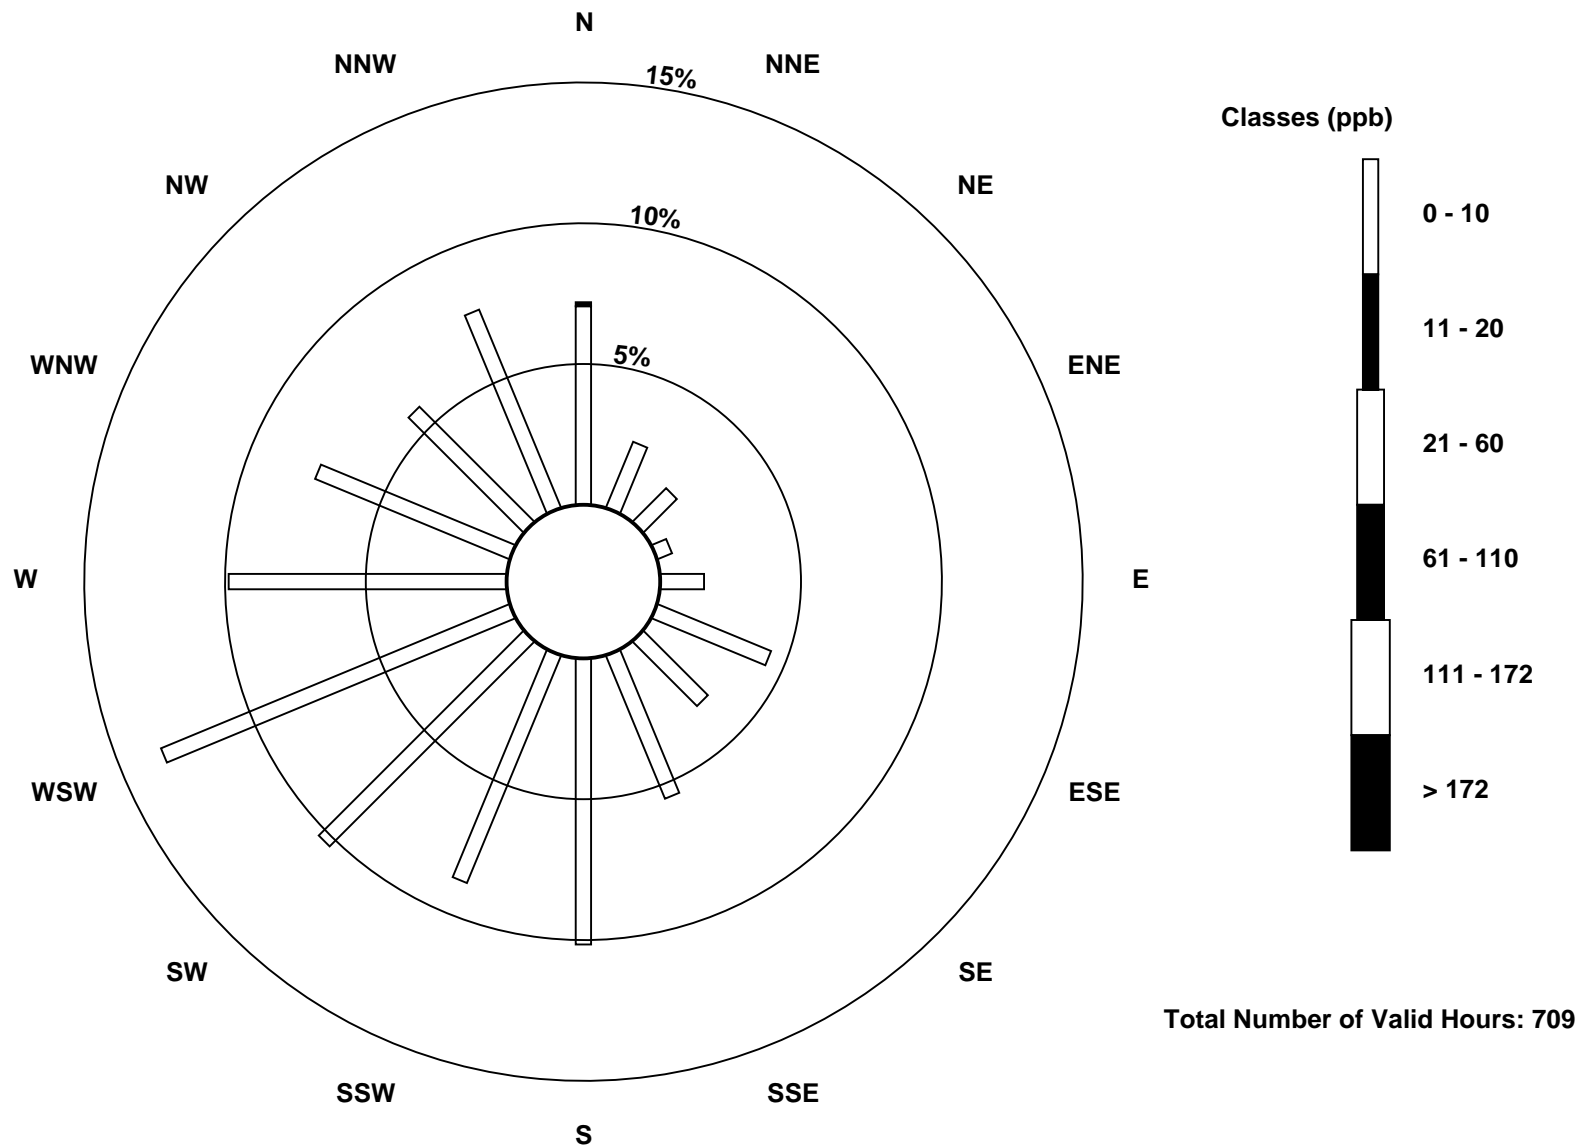 N
NNW
NNE
15%
Classes (ppb)
NW
NE
0 - 10
10%
11 - 20
5%
WNW
ENE
21 - 60
61 - 110
W
E
111 - 172
WSW
ESE
> 172
SW
SE
Total Number of Valid Hours: 709
SSW
SSE
S